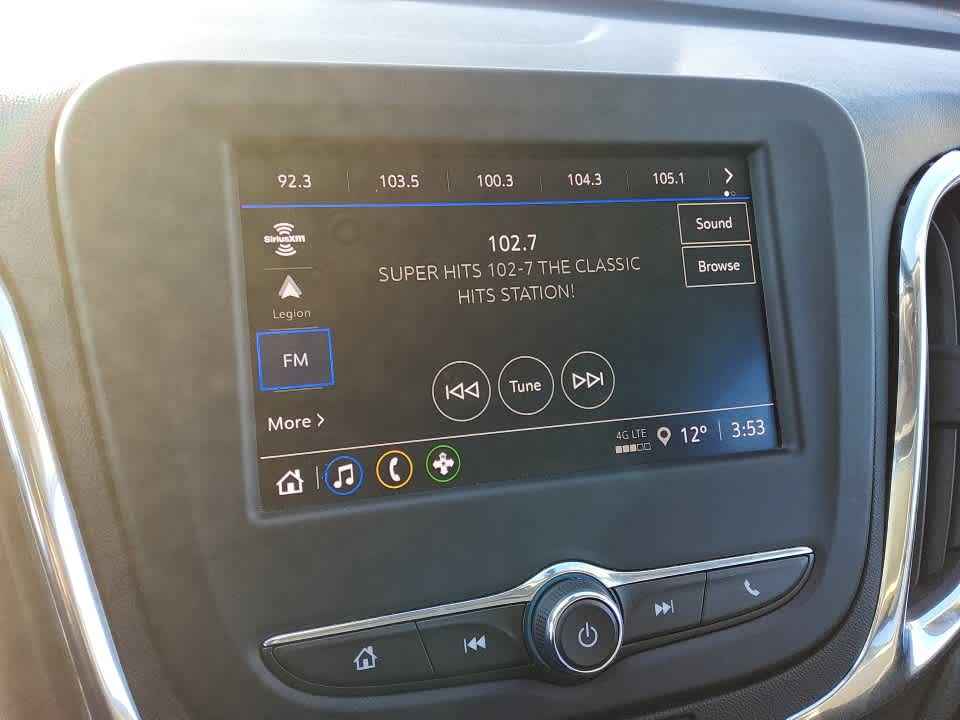 92.3 103.5 100.3 104.3 105.1
SiriusXM
102.7
SUPER HITS 102-7 THE CLASSIC
HITS STATION!
Sound
Browse
Legion
FM
Tune
More
4G LTE
12° 3:53